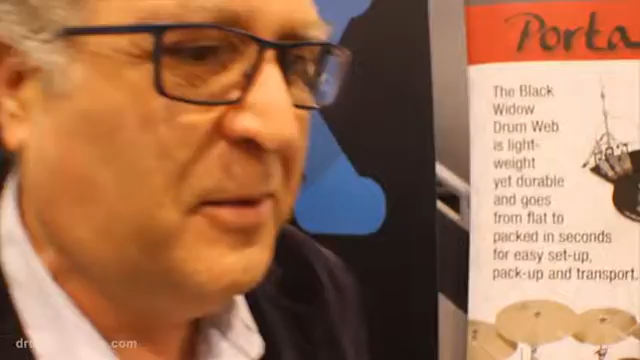 Porta
The Black
Widow
Drum Web
is light-
weight
yet durable
and goes
from flat to
packed in seconds
for easy set-up,
pack-up and transport.